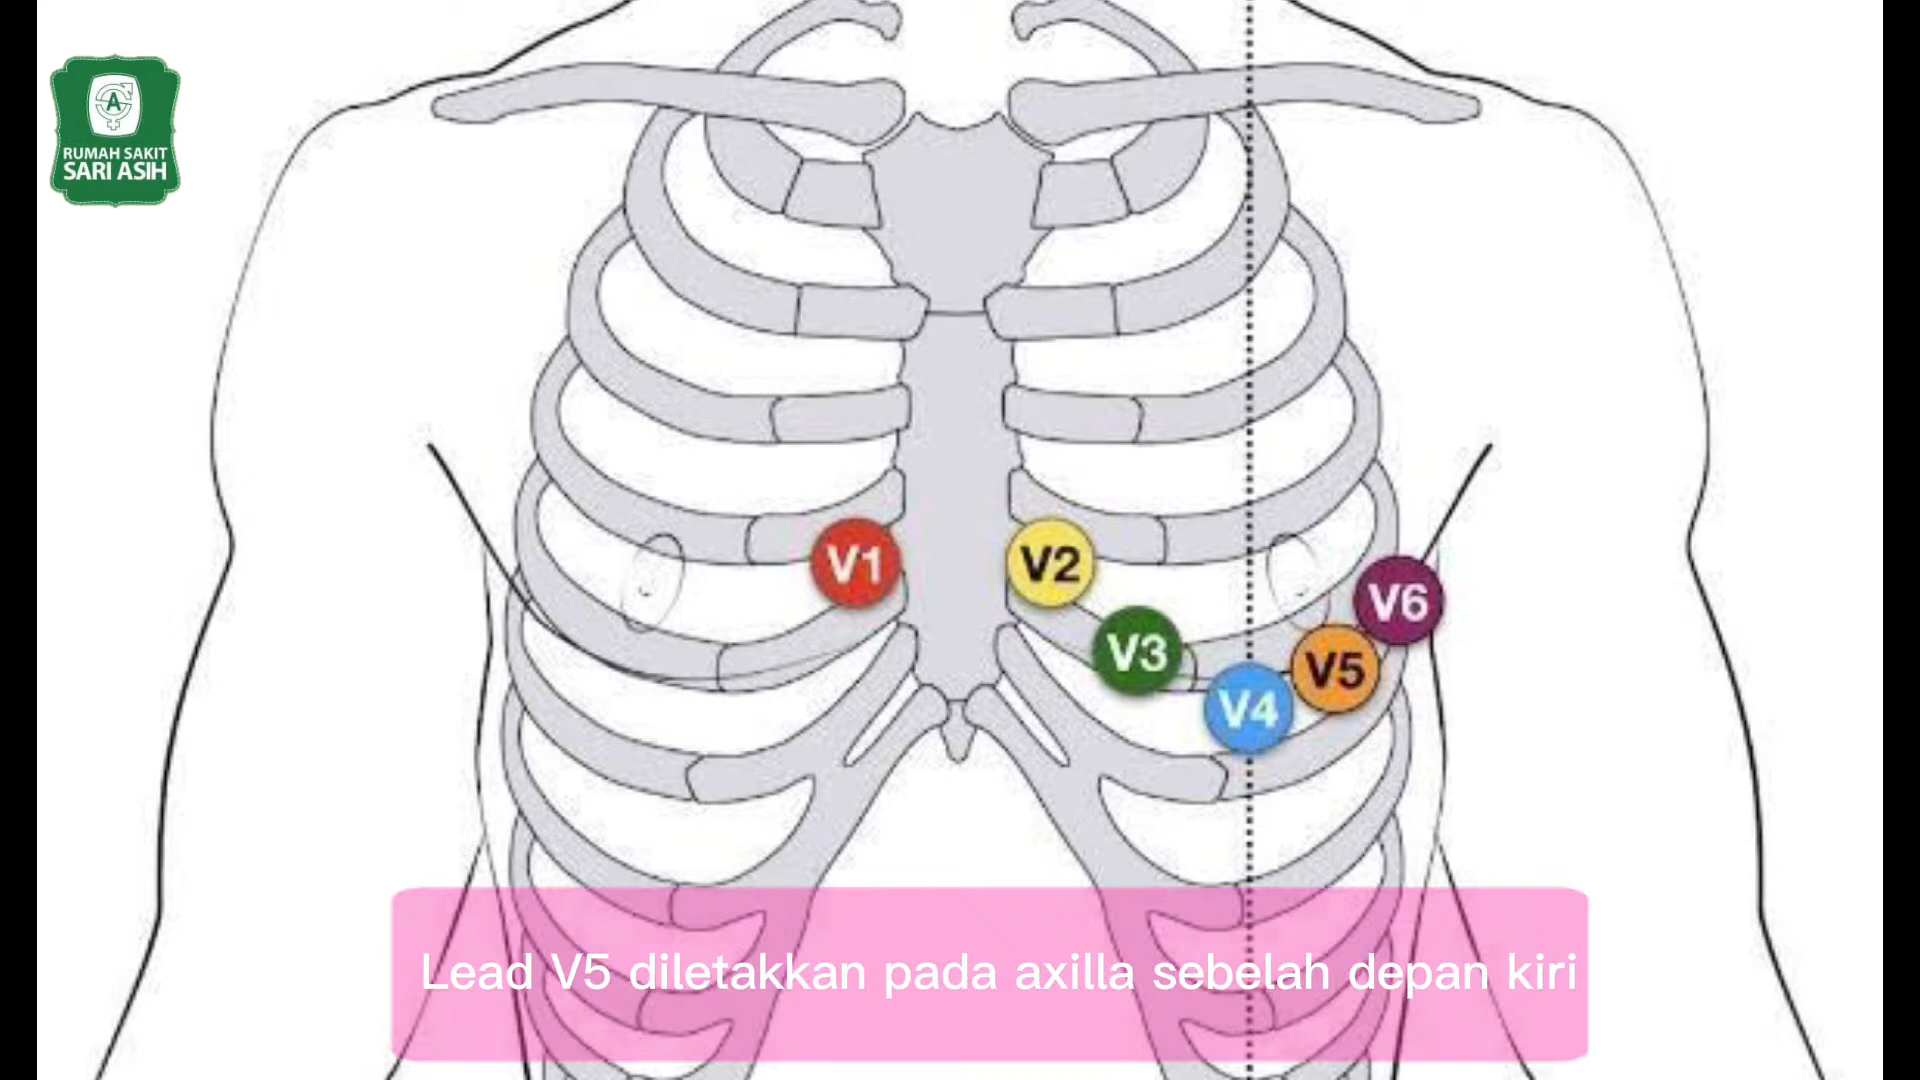 A
RUMAH SAKIT
SARI ASIH
V1
V2
V3
V4
V5
V6
Lead V5 diletakkan pada axilla sebelah depan kiri